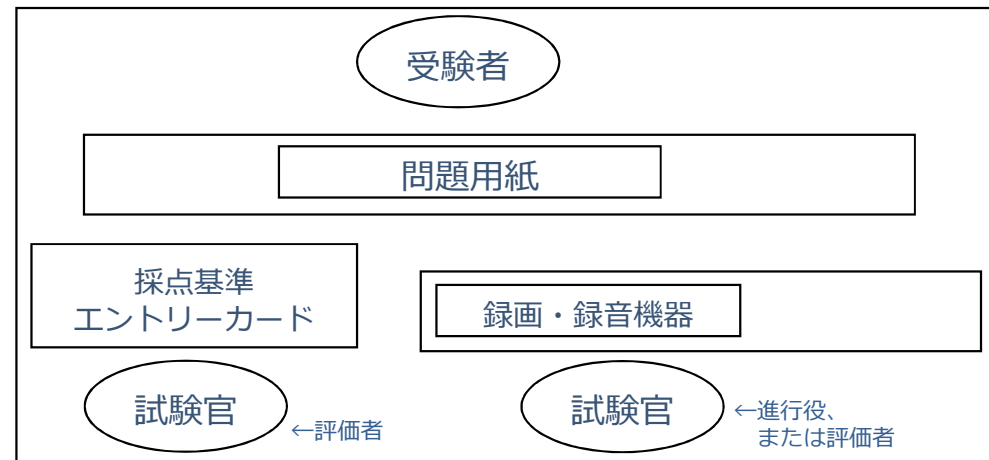 受験者
問題用紙
採点基準
エントリーカード
録画・録音機器
試験官
←評価者
試験官
←進行役、
または評価者